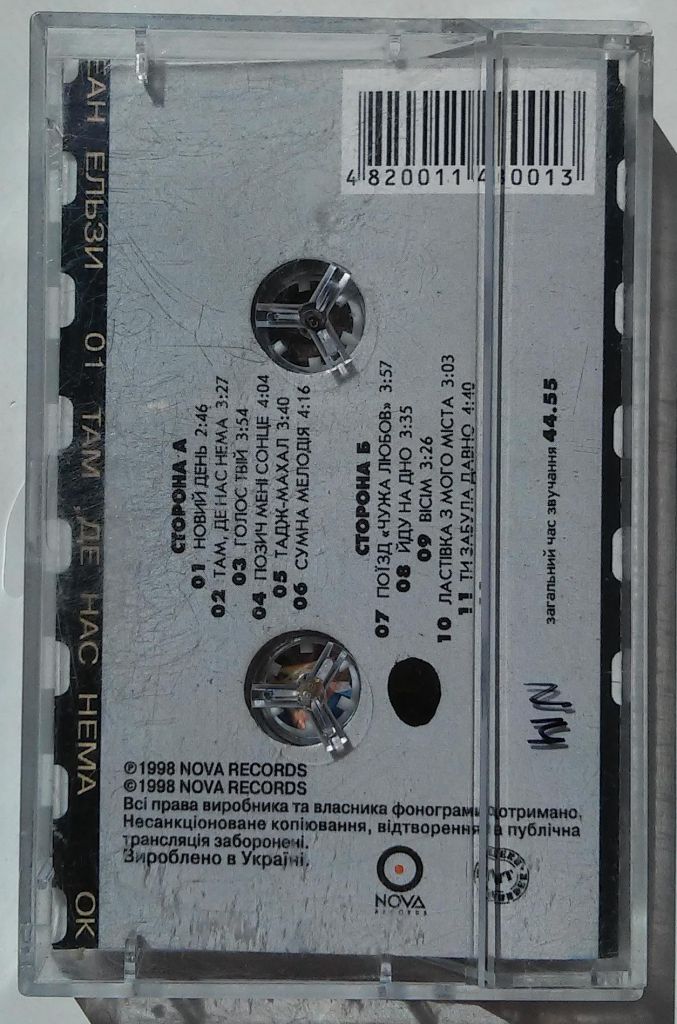 ЕАН ЕЛЬЗИ 01 ТАМ ,ДЕ НАС НЕМА ОК
СТОРОНА А
01 НОВИЙ ДЕНЬ 2:46
02 ТАМ, ДЕ НАС НЕМА 3:27
03 ГОЛОС ТВІЙ 3:54
04 ПОЗИЧ МЕНІ СОНЦЕ 4:04
05 ТАДЖ-МАХАЛ 3:40
06 СУМНА МЕЛОДІЯ 4:16
СТОРОНА Б
07 ПОЇЗД «ЧУЖА ЛЮБОВ» 3:57
08 ЙДУ НА ДНО 3:35
09 ВІСІМ 3:26
10 ЛАСТІВКА З МОГО МІСТА 3:03
11 ТИ ЗАБУЛА ДАВНО 4:40
загальний час звучання 44.55
℗1998 NOVA RECORDS
©1998 NOVA RECORDS
Всі права виробника та власника фонограми дотримано.
Несанкціоноване копіювання, відтворення та публічна
трансляція заборонені.
Вироблено в Україні.
NOVA
RECORDS